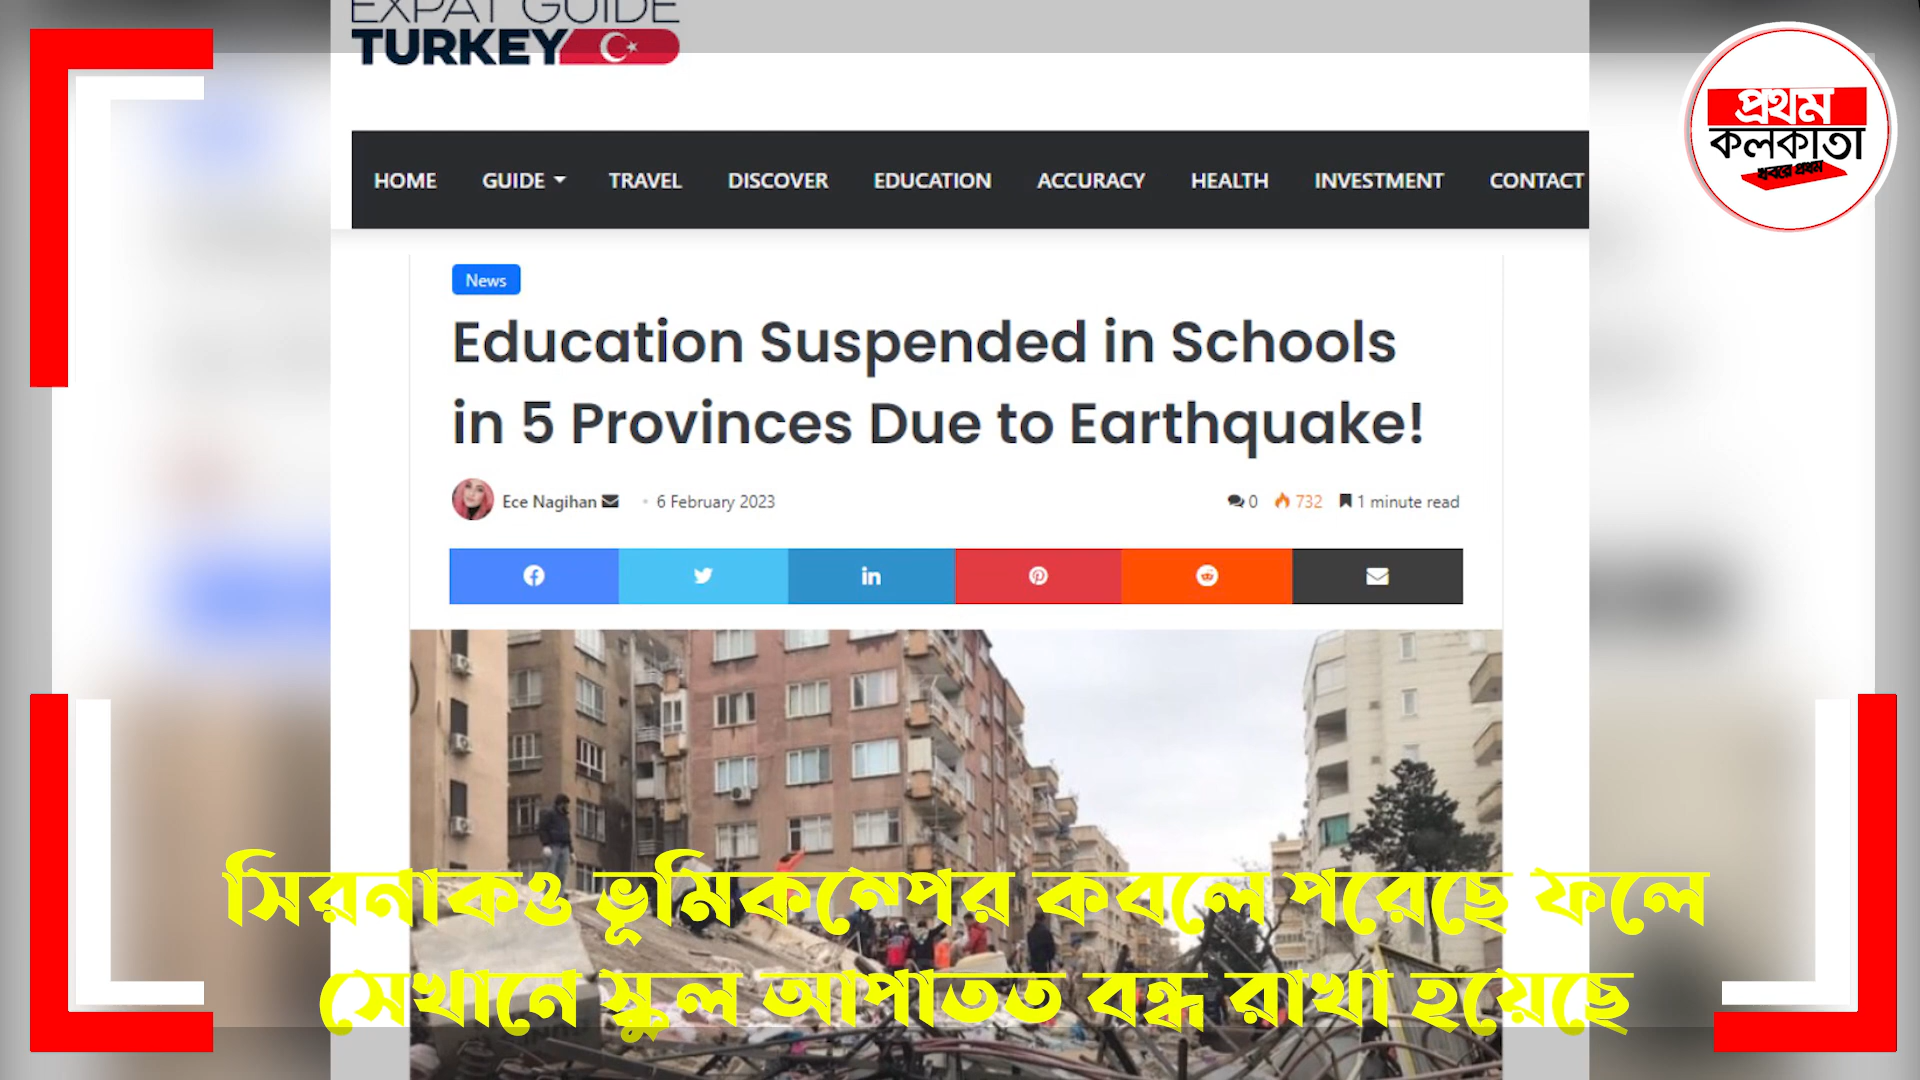 EXPAT GUIDE
TURKEY
প্রথম
কলকাতা
খবরে প্রথম
HOME GUIDE TRAVEL DISCOVER EDUCATION ACCURACY HEALTH INVESTMENT CONTACT
News
Education Suspended in Schools
in 5 Provinces Due to Earthquake!
Ece Nagihan 6 February 2023 0 732 1 minute read
সিরনাকও ভূমিকম্পের কবলে পরেছে ফলে
সেখানে স্কুল আপাতত বন্ধ রাখা হয়েছে